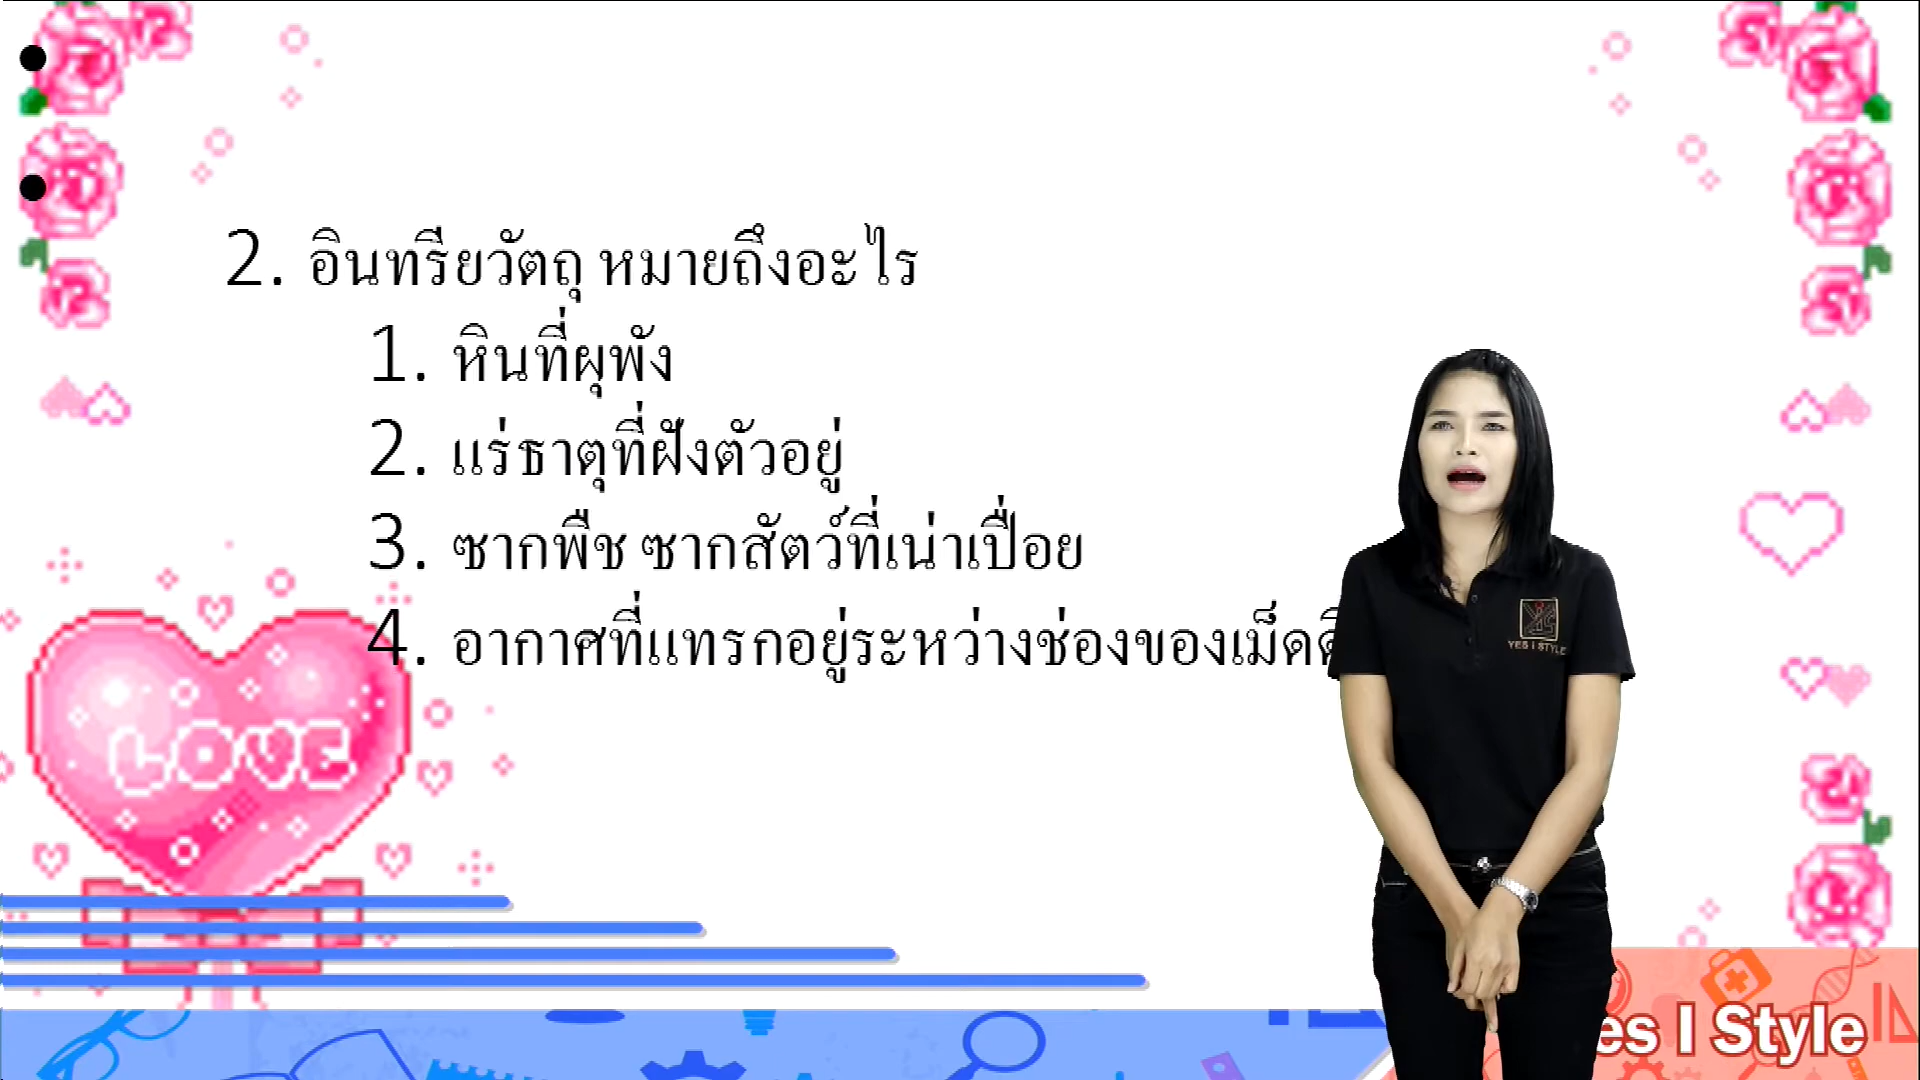 2. อินทรียวัตถุ หมายถึงอะไร
1. หินที่ผุพัง
2. แร่ธาตุที่ฝังตัวอยู่
3. ซากพืช ซากสัตว์ที่เน่าเปื่อย
4. อากาศที่แทรกอยู่ระหว่างช่องของเม็ด
YES I STYLE
LOVE
es I Style